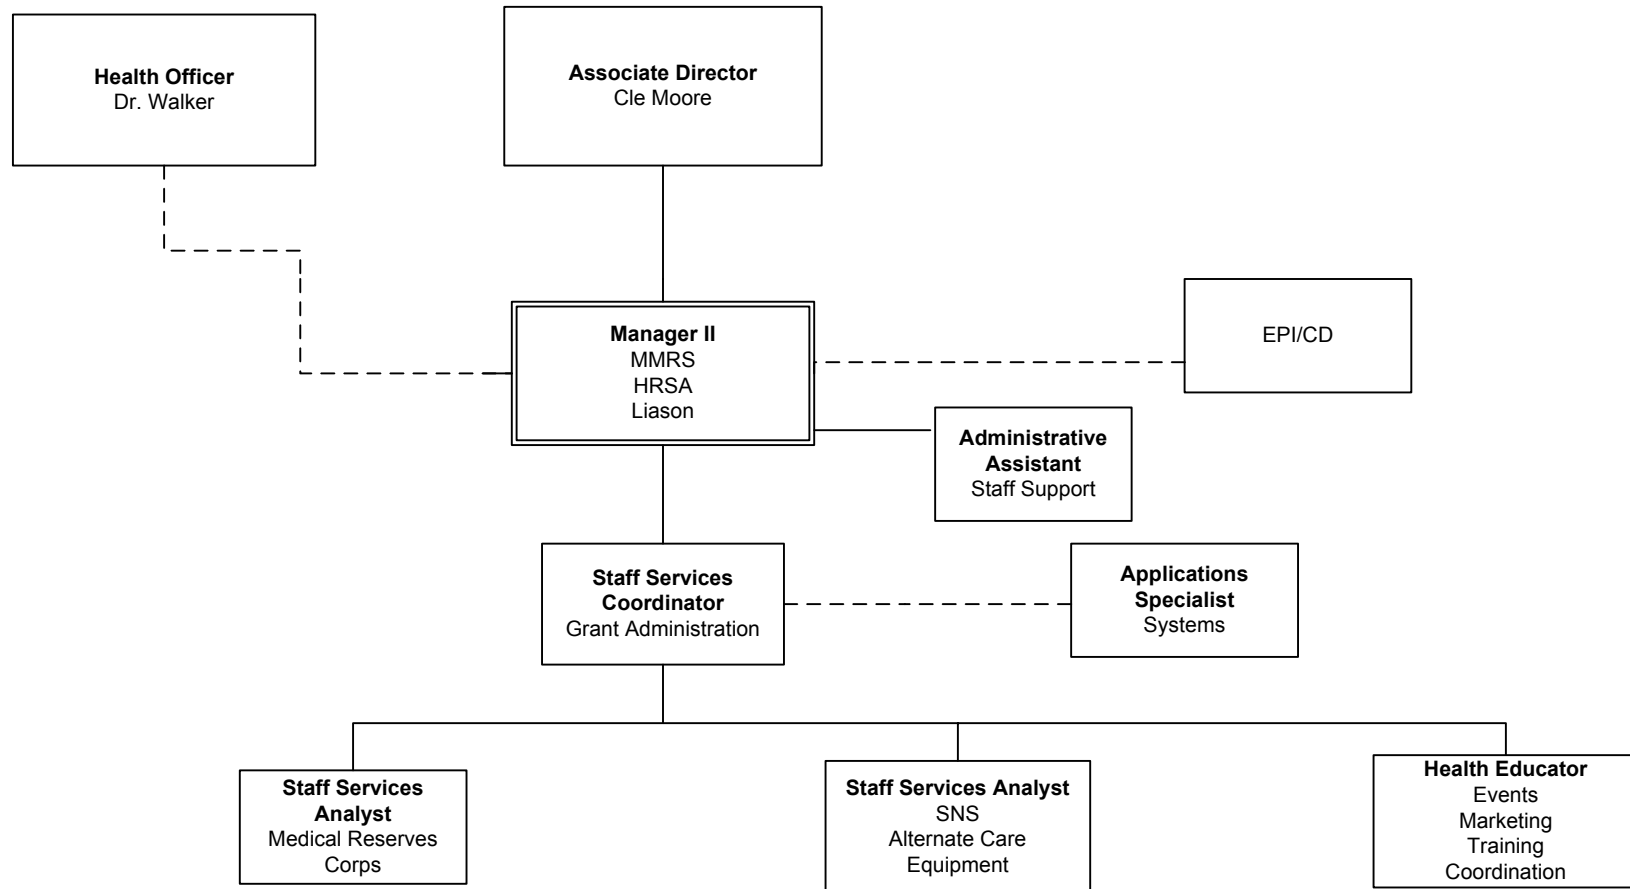 Health Officer
Dr. Walker
Associate Director
Cle Moore
Manager II
MMRS
HRSA
Liason
EPI/CD
Administrative
Assistant
Staff Support
Staff Services
Coordinator
Grant Administration
Applications
Specialist
Systems
Staff Services
Analyst
Medical Reserves
Corps
Staff Services Analyst
SNS
Alternate Care
Equipment
Health Educator
Events
Marketing
Training
Coordination